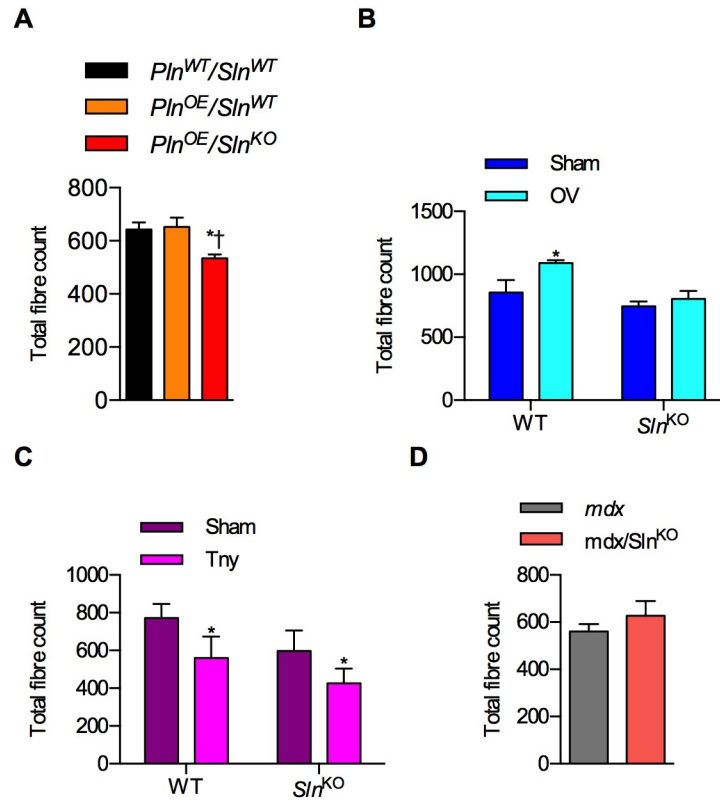 A
Pln^WT/Sln^WT
Pln^OE/Sln^WT
Pln^OE/Sln^KO
800
600
400
200
0
Total fibre count
*†
B
Sham
OV
1500
1000
500
0
Total fibre count
*
WT
Sln^KO
C
Sham
Tny
1000
800
600
400
200
0
Total fibre count
*
*
WT
Sln^KO
D
mdx
mdx/Sln^KO
800
600
400
200
0
Total fibre count